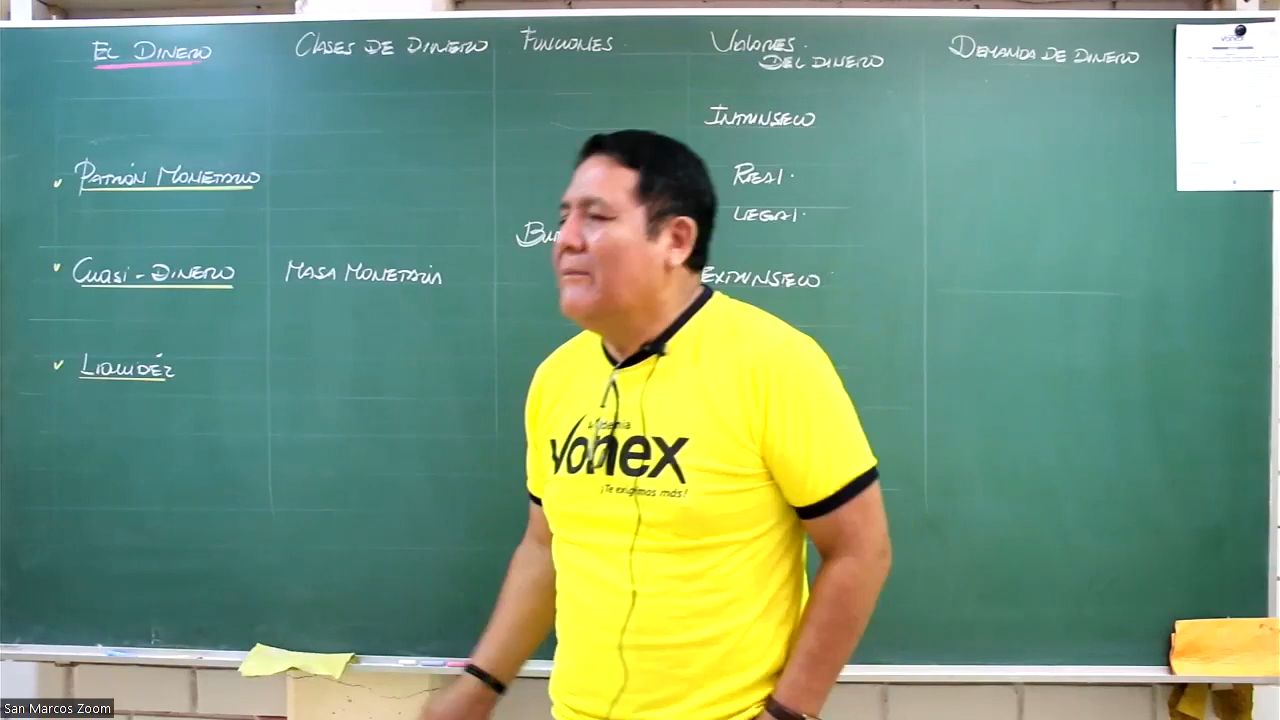 EL DINERO
CLASES DE DINERO
FUNCIONES.
VALORES.
DEL DINERO
DEMANDA DE DINERO
INTRINSECO
PATRÓN MONETARIO
REAL.
LEGAL.
CUASI-DINERO
MASA MONETARIA
EXTRINSECO
LIQUIDÉZ
vonex
¡Te exigimos más!
San Marcos Zoom